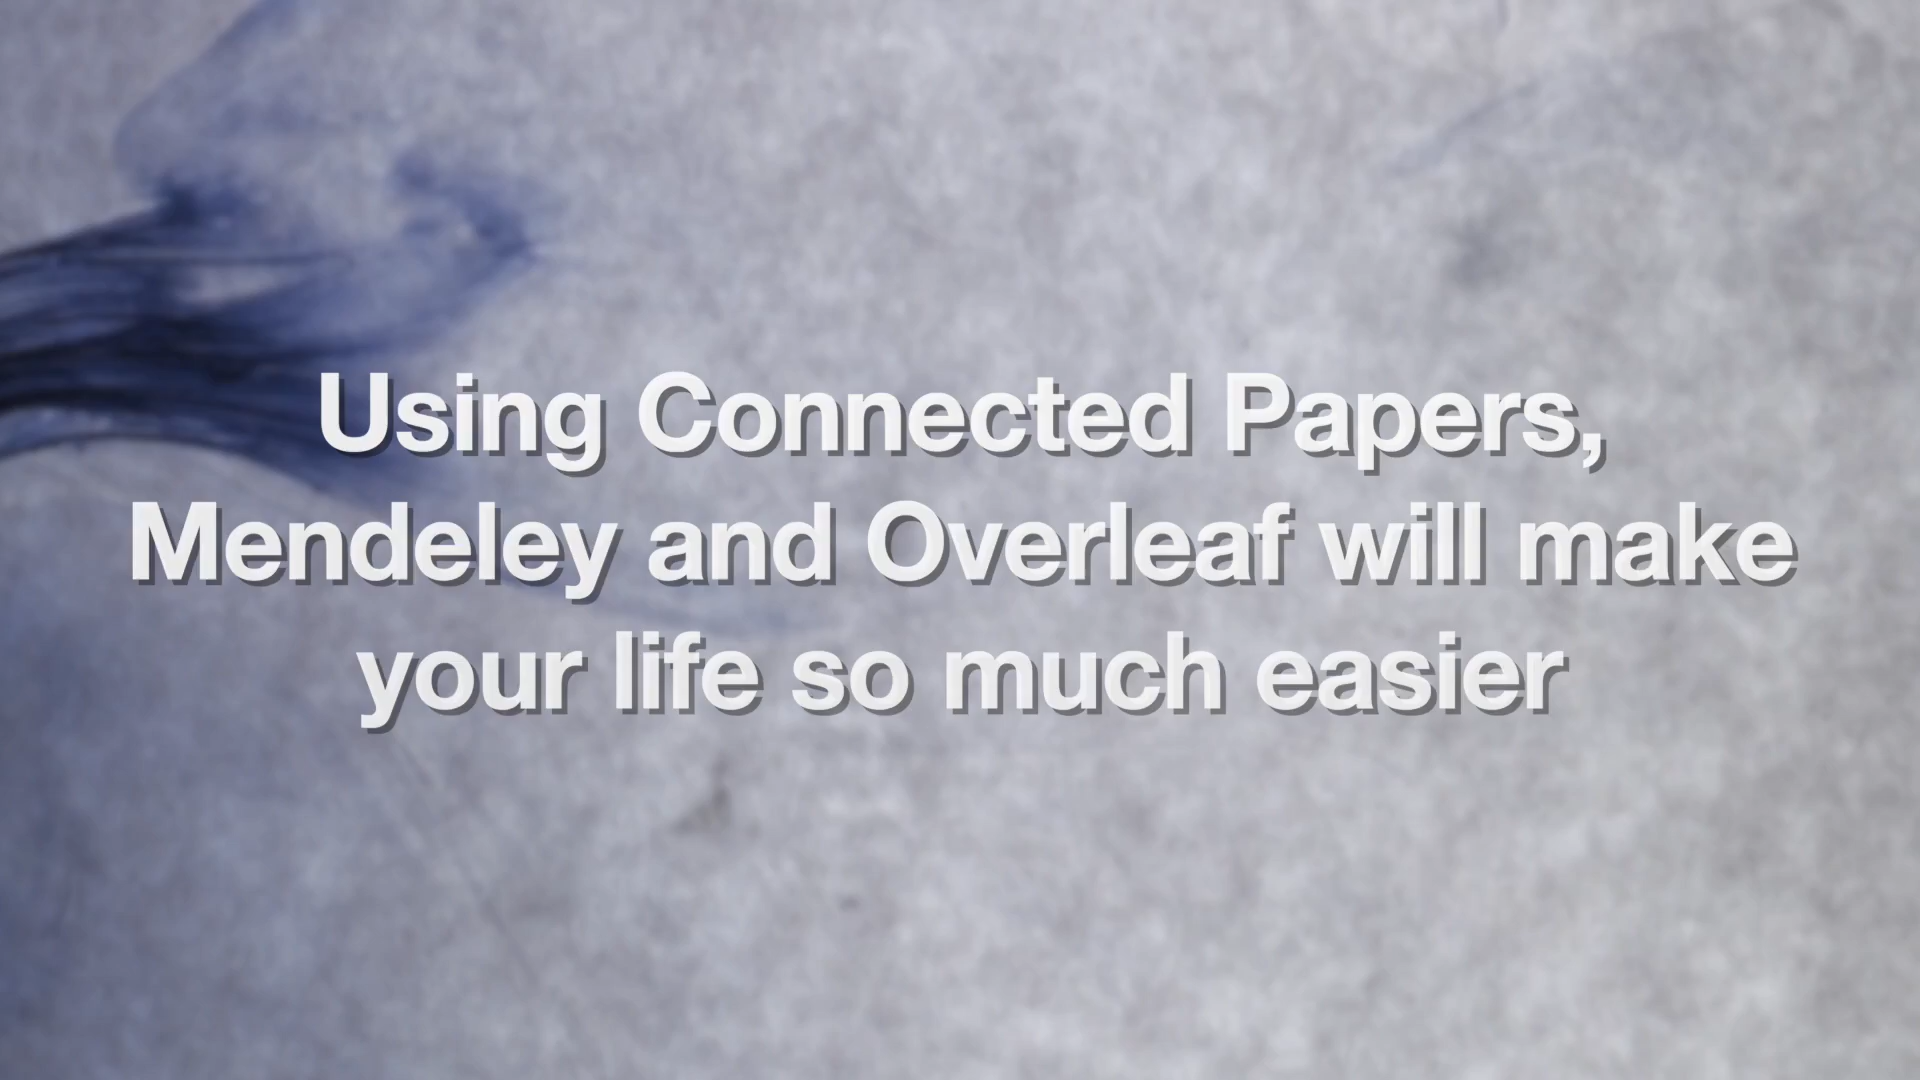 Using Connected Papers,
Mendeley and Overleaf will make
your life so much easier